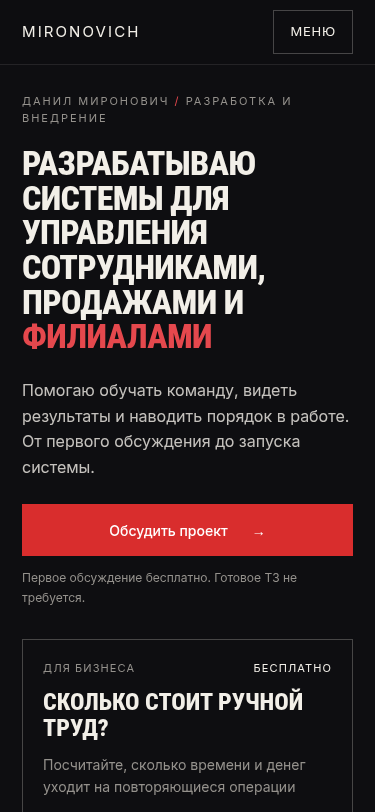 MIRONOVICH
МЕНЮ
ДАНИЛ МИРОНОВИЧ / РАЗРАБОТКА И
ВНЕДРЕНИЕ
РАЗРАБАТЫВАЮ
СИСТЕМЫ ДЛЯ
УПРАВЛЕНИЯ
СОТРУДНИКАМИ,
ПРОДАЖАМИ И
ФИЛИАЛАМИ
Помогаю обучать команду, видеть
результаты и наводить порядок в работе.
От первого обсуждения до запуска
системы.
Обсудить проект →
Первое обсуждение бесплатно. Готовое ТЗ не
требуется.
ДЛЯ БИЗНЕСА
БЕСПЛАТНО
СКОЛЬКО СТОИТ РУЧНОЙ
ТРУД?
Посчитайте, сколько времени и денег
уходит на повторяющиеся операции